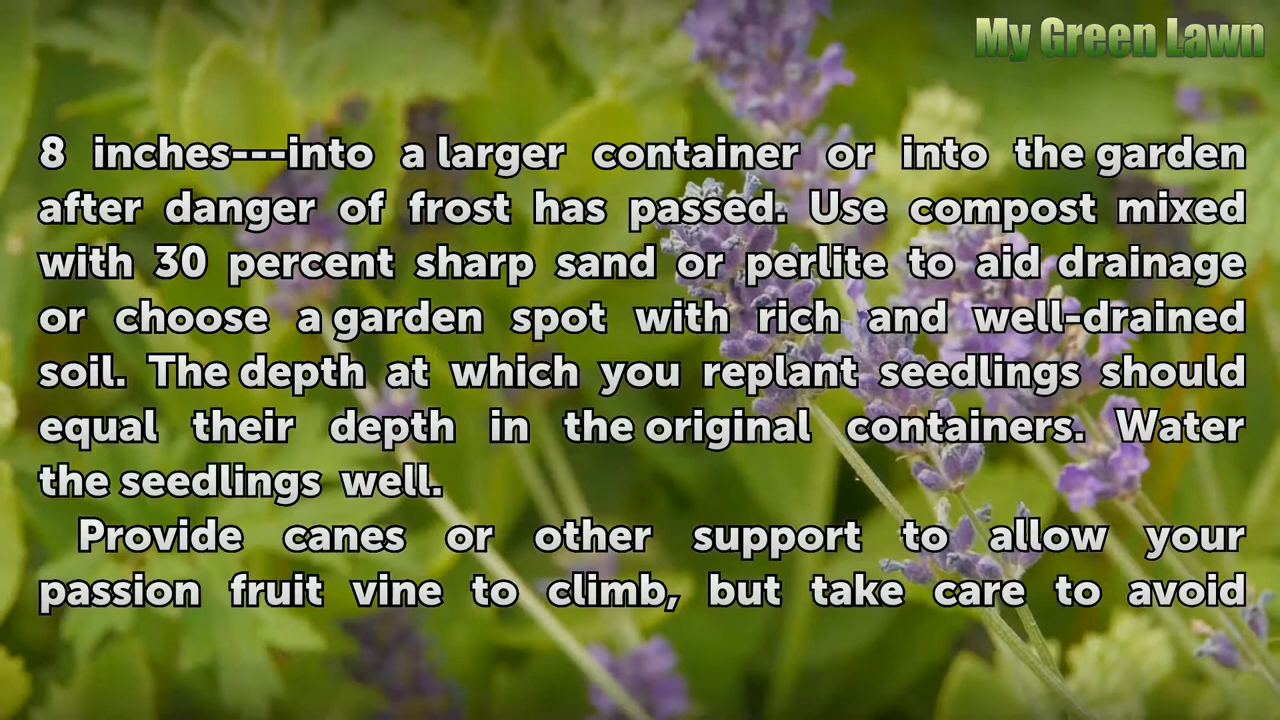 My Green Lawn
8 inches---into a larger container or into the garden
after danger of frost has passed. Use compost mixed
with 30 percent sharp sand or perlite to aid drainage
or choose a garden spot with rich and well-drained
soil. The depth at which you replant seedlings should
equal their depth in the original containers. Water
the seedlings well.
Provide canes or other support to allow your
passion fruit vine to climb, but take care to avoid